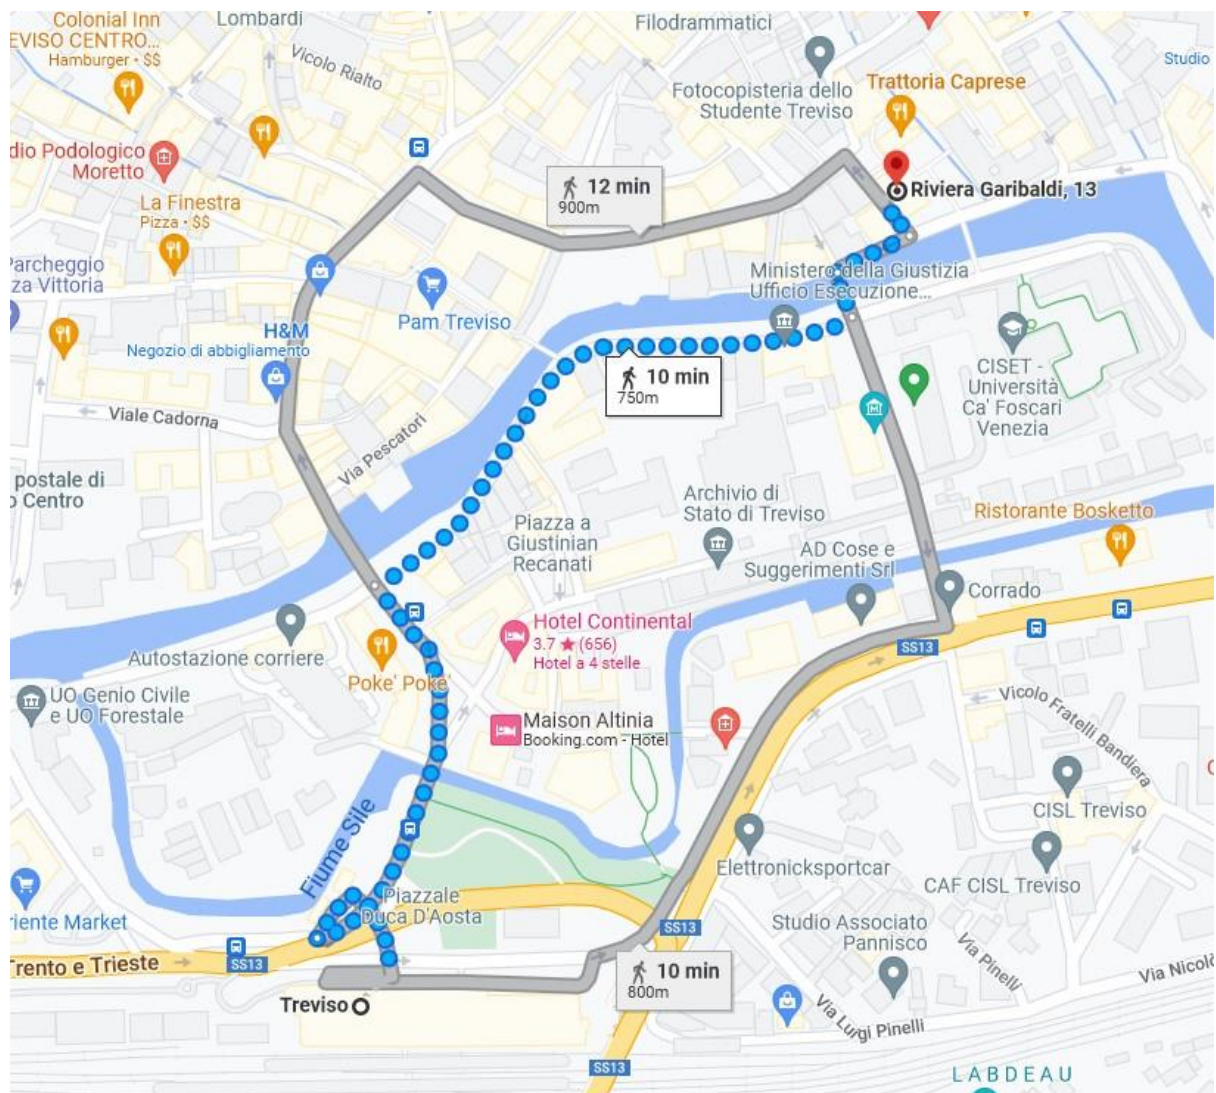 Colonial Inn
EVISO CENTRO...
Hamburger · $$
Lombardi
Vicolo Rialto
Filodrammatici
Fotocopisteria dello
Studente Treviso
Trattoria Caprese
Studio
dio Podologico
Moretto
12 min
900m
Riviera Garibaldi, 13
La Finestra
Pizza · $$
Parcheggio
zza Vittoria
Ministero della Giustizia
Ufficio Esecuzione...
Pam Treviso
H&M
Negozio di abbigliamento
10 min
750m
CISET -
Università
Ca' Foscari
Venezia
Viale Cadorna
Via Pescatori
postale di
o Centro
Archivio di
Stato di Treviso
Ristorante Bosketto
Piazza a
Giustinian
Recanati
AD Cose e
Suggerimenti Srl
Corrado
Hotel Continental
3.7 ★ (656)
Hotel a 4 stelle
SS13
Autostazione corriere
Poke' Poke'
UO Genio Civile
e UO Forestale
Maison Altinia
Booking.com - Hotel
Vicolo Fratelli Bandiera
CISL Treviso
Fiume Sile
Elettronicksportcar
CAF CISL Treviso
Piazzale
Duca D'Aosta
riente Market
Studio Associato
Pannisco
SS13
Trento e Trieste
SS13
Via Pinelli
Via Nicolò
10 min
800m
Treviso
Via Luigi Pinelli
SS13
LABDEAU